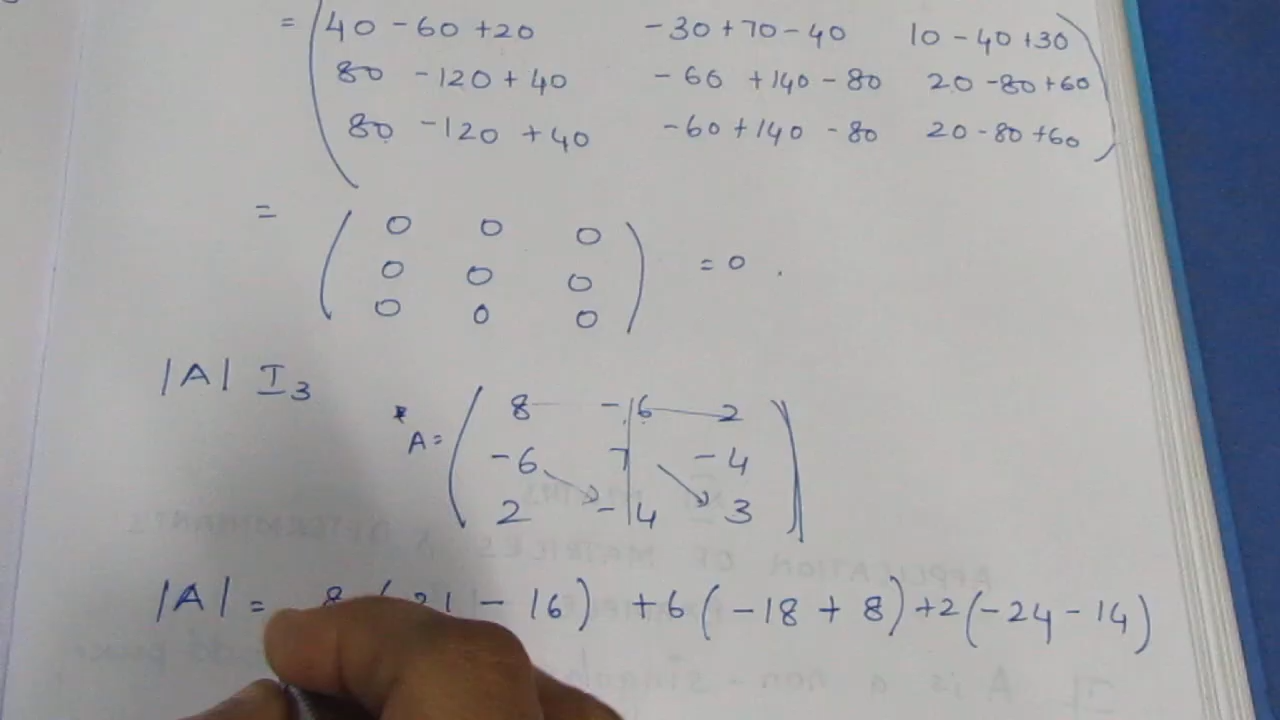 = ( 40 - 60 + 20 - 30 + 70 - 40 10 - 40 + 30
80 - 120 + 40 - 60 + 140 - 80 20 - 80 + 60
80 - 120 + 40 - 60 + 140 - 80 20 - 80 + 60 )
= ( 0 0 0
0 0 0 = 0 .
0 0 0 )
|A| I3
A = ( 8 - 6 2
- 6 7 - 4
2 - 4 3 )
|A| = 8 ( 21 - 16 ) + 6 ( - 18 + 8 ) + 2 ( - 24 - 14 )